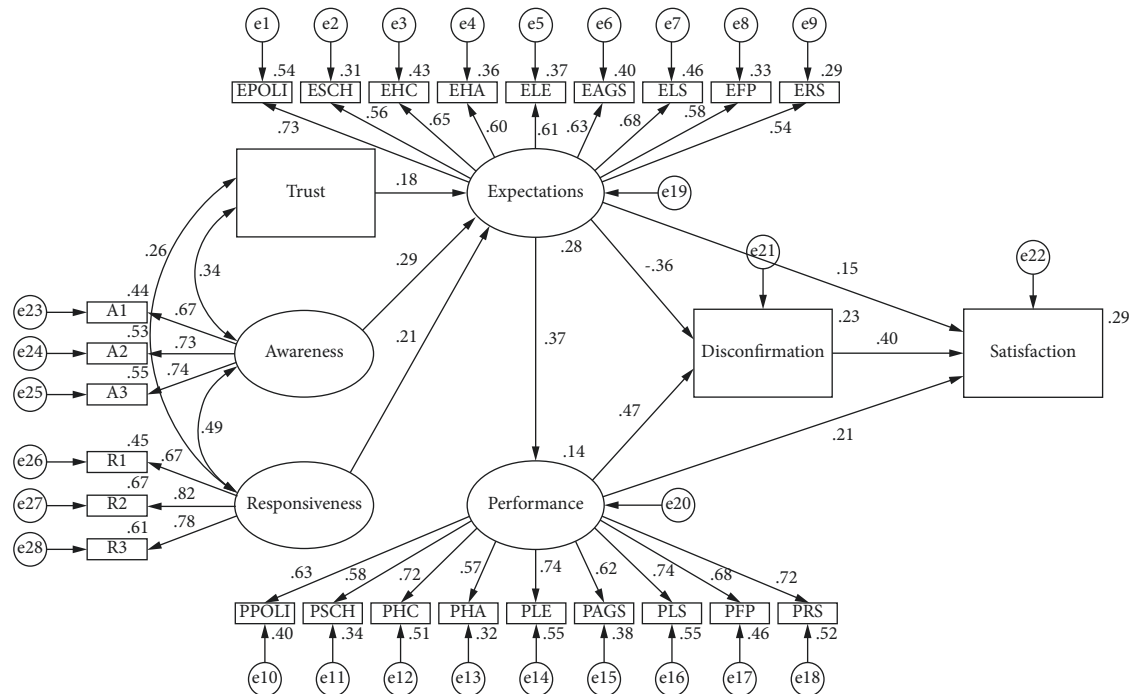 e1 e2 e3 e4 e5 e6 e7 e8 e9
.54 .31 .43 .36 .37 .40 .46 .33 .29
EPOLI ESCH EHC EHA ELE EAGS ELS EFP ERS
.73 .56 .65 .60 .61 .63 .68 .58 .54
Trust .18 Expectations e19
.28
.26 .34 .29 .21 .37 -.36 .15
e21 e22
.23 .29
Disconfirmation .40 Satisfaction
.44
e23 A1 .67
.53
e24 A2 .73 Awareness
.55
e25 A3 .74
.49
.47 .21
.14
.45
e26 R1 .67
.67
e27 R2 .82 Responsiveness Performance e20
.61
e28 R3 .78
.63 .58 .72 .57 .74 .62 .74 .68 .72
PPOLI PSCH PHC PHA PLE PAGS PLS PFP PRS
.40 .34 .51 .32 .55 .38 .55 .46 .52
e10 e11 e12 e13 e14 e15 e16 e17 e18